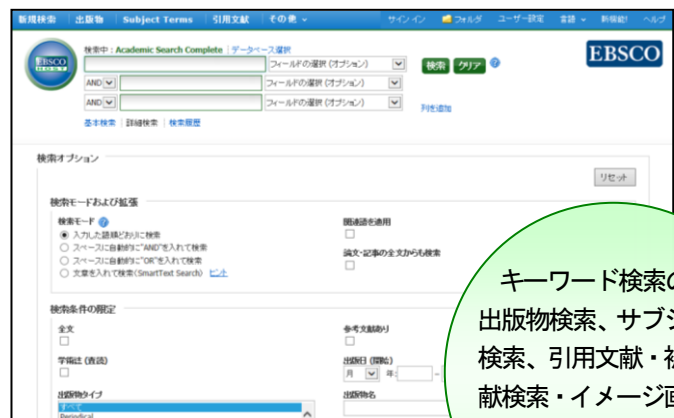 新規検索 出版物 Subject Terms 引用文献 その他 サインイン フォルダ ユーザー設定 言語 新機能! ヘルプ
検索中 : Academic Search Complete データベース選択
EBSCO HOST
EBSCO
フィールドの選択 (オプション) 検索 クリア
AND フィールドの選択 (オプション)
AND フィールドの選択 (オプション) 列を追加
基本検索 詳細検索 検索履歴
検索オプション
リセット
検索モードおよび拡張
検索モード
関連語を適用
入力した語順どおりに検索
スペースに自動的に"AND"を入れて検索
論文・記事の全文からも検索
スペースに自動的に"OR"を入れて検索
文章を入れて検索(SmartText Search) ヒント
検索条件の限定
全文
参考文献あり
学術誌 (査読)
出版日 (開始)
月 年: -
出版物タイプ
出版物名
すべて
Periodical
キーワード検索の
出版物検索、サブジ
検索、引用文献・被
献検索・イメージ画